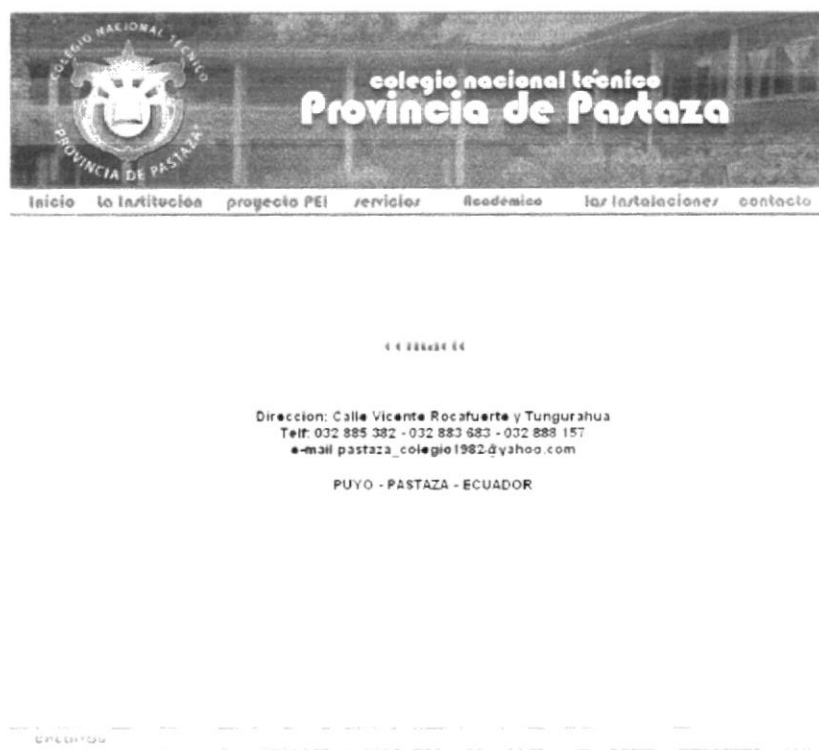 COLEGIO NACIONAL TÉCNICO
PROVINCIA DE PASTAZA
colegio nacional técnico
Provincia de Pastaza
Inicio La Institución proyecto PEI servicios Académico las Instalaciones contacto
Direccion: Calle Vicente Rocafuerte y Tungurahua
Telf: 032 885 382 - 032 883 683 - 032 888 157
e-mail pastaza_colegio1982@yahoo.com
PUYO - PASTAZA - ECUADOR